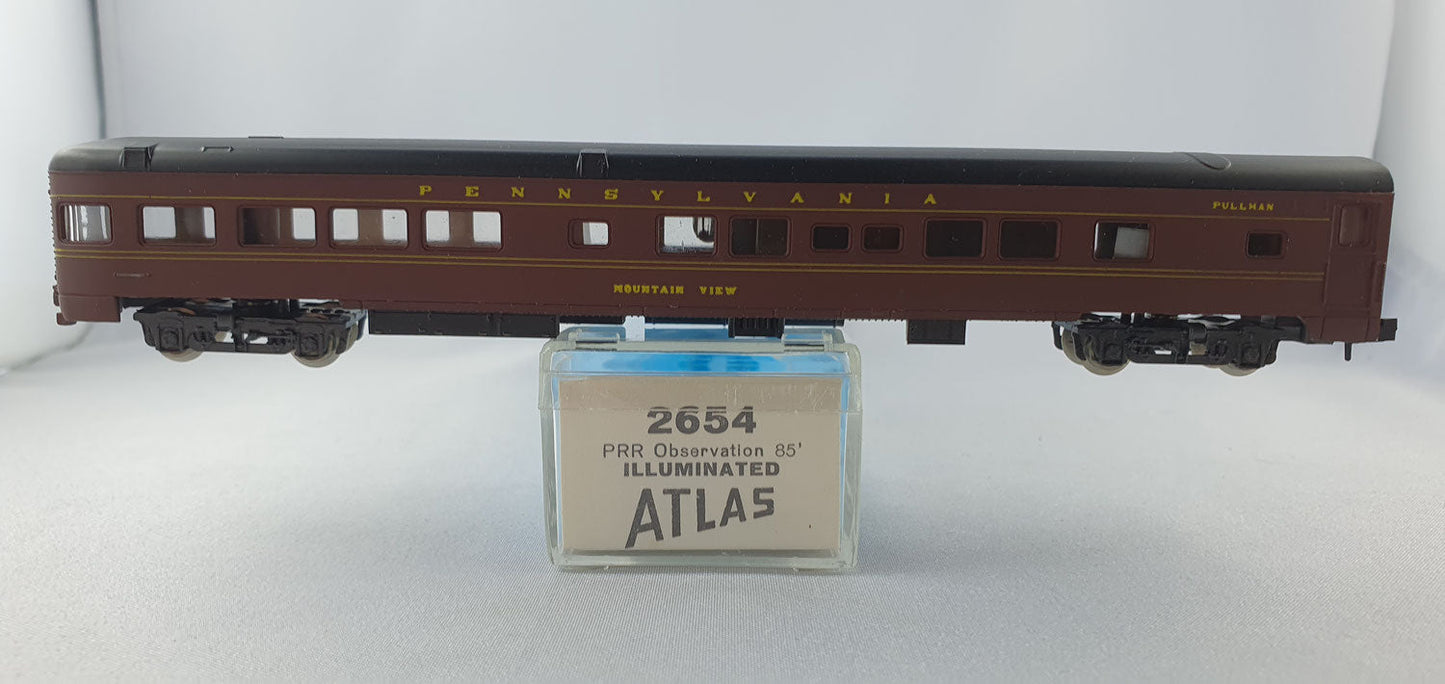 PENNSYLVANIA
PULLMAN
MOUNTAIN VIEW
2654
PRR Observation 85'
ILLUMINATED
ATLAS